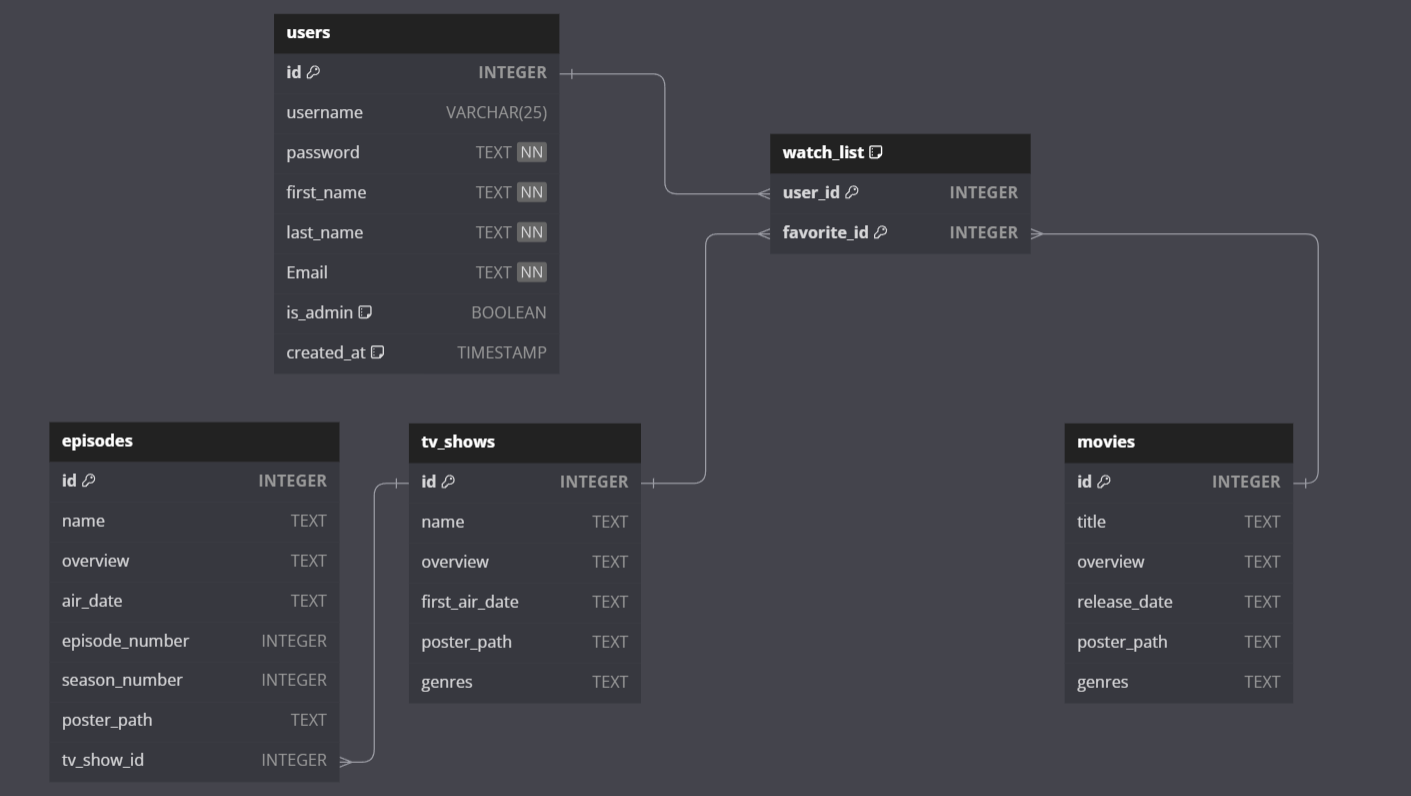 users
id INTEGER
username VARCHAR(25)
password TEXT NN
first_name TEXT NN
last_name TEXT NN
Email TEXT NN
is_admin BOOLEAN
created_at TIMESTAMP
watch_list
user_id INTEGER
favorite_id INTEGER
episodes
id INTEGER
name TEXT
overview TEXT
air_date TEXT
episode_number INTEGER
season_number INTEGER
poster_path TEXT
tv_show_id INTEGER
tv_shows
id INTEGER
name TEXT
overview TEXT
first_air_date TEXT
poster_path TEXT
genres TEXT
movies
id INTEGER
title TEXT
overview TEXT
release_date TEXT
poster_path TEXT
genres TEXT